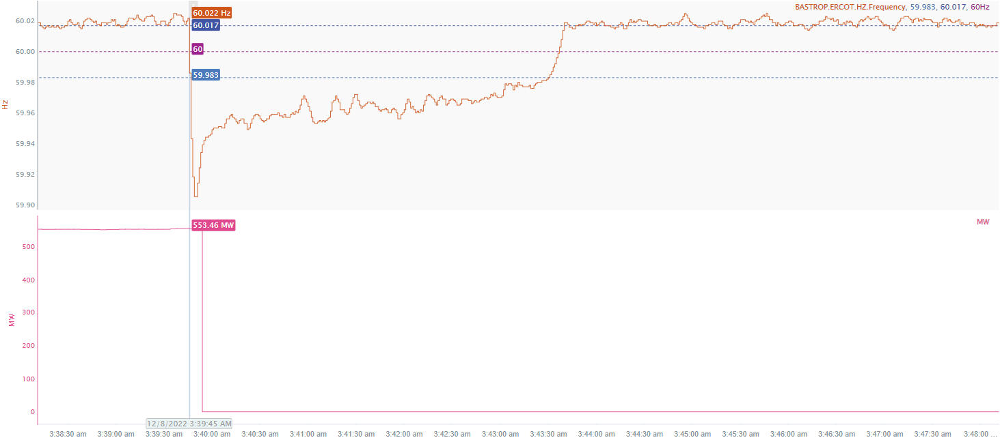 BASTROP.ERCOT.HZ.Frequency, 59.983, 60.017, 60Hz
60.022 Hz
60.02
60.017
60.00
60
59.983
59.98
Hz
59.96
59.94
59.92
59.90
553.46 MW
MW
500
400
300
MW
200
100
0
12/8/2022 3:39:45 AM
3:38:30 am 3:39:00 am 3:39:30 am 3:40:00 am 3:40:30 am 3:41:00 am 3:41:30 am 3:42:00 am 3:42:30 am 3:43:00 am 3:43:30 am 3:44:00 am 3:44:30 am 3:45:00 am 3:45:30 am 3:46:00 am 3:46:30 am 3:47:00 am 3:47:30 am 3:48:00 ...